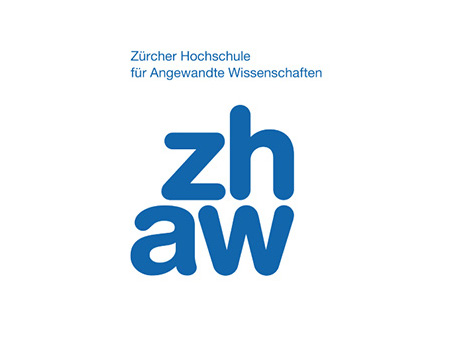 Zürcher Hochschule
für Angewandte Wissenschaften
zh
aw